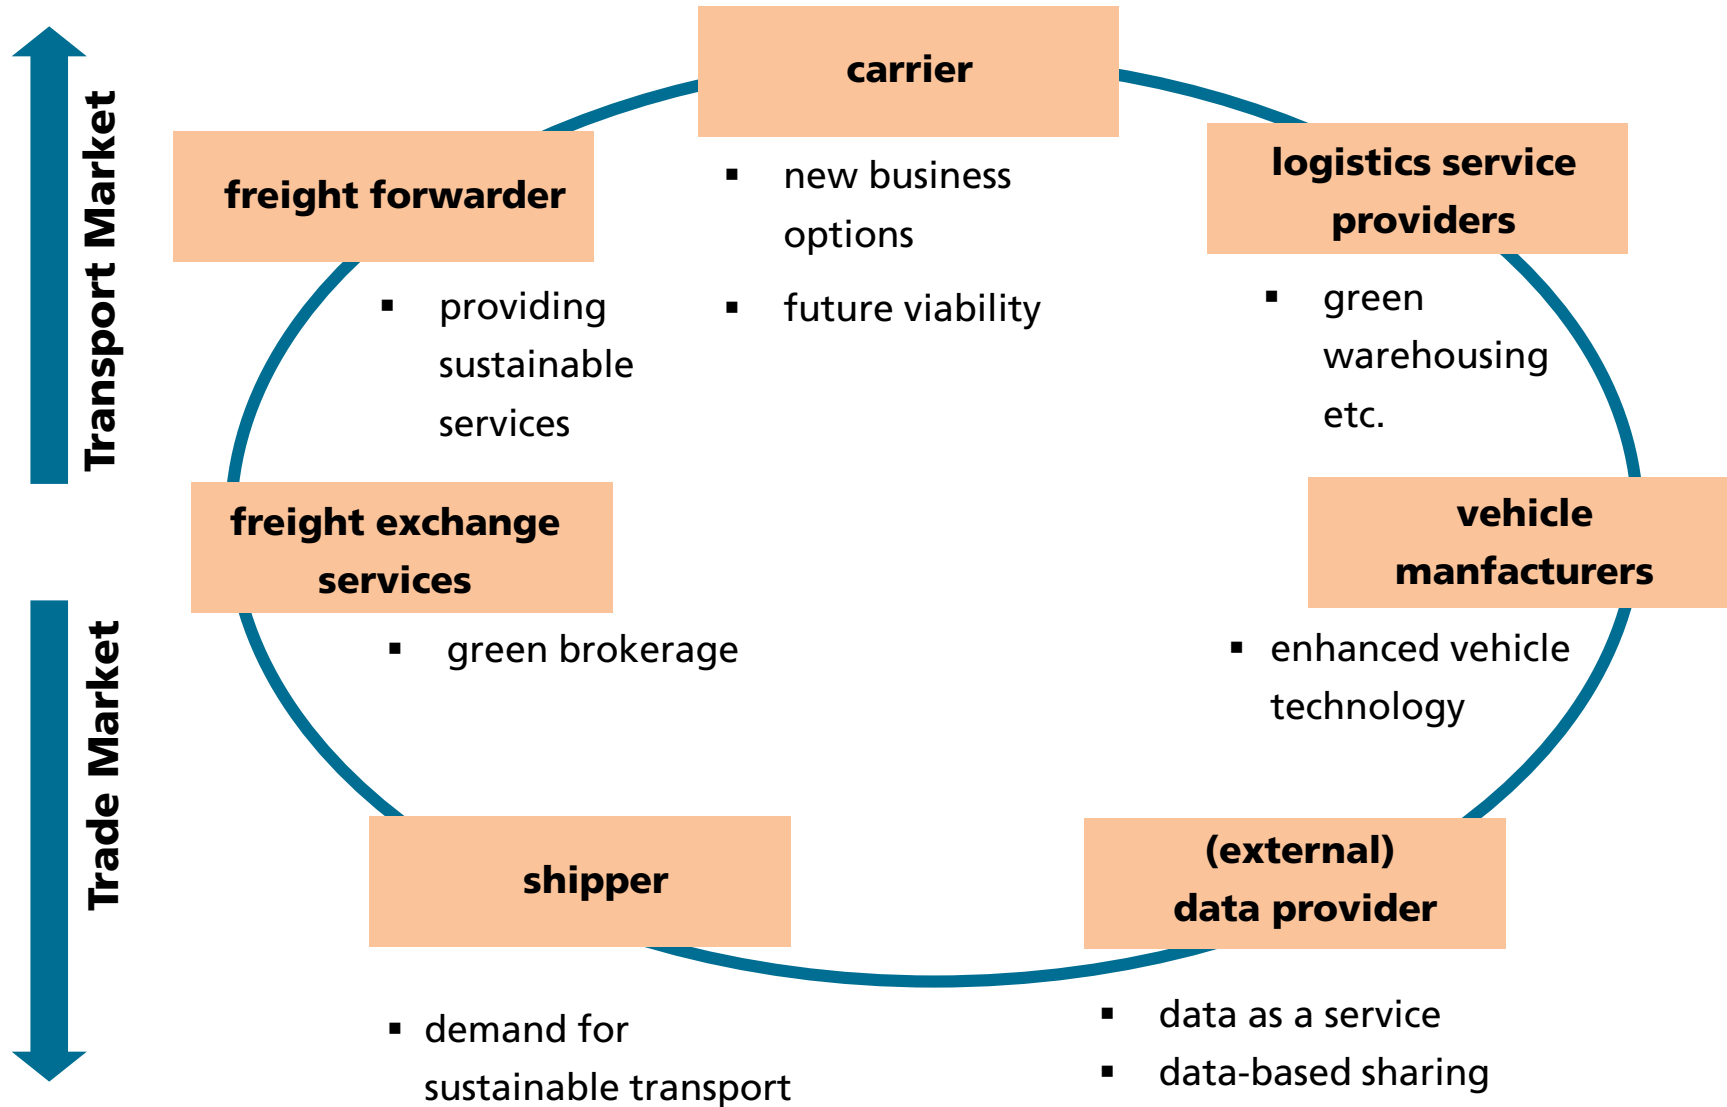 Transport Market
Trade Market
carrier
▪ new business
options
▪ future viability
freight forwarder
▪ providing
sustainable
services
logistics service
providers
▪ green
warehousing
etc.
freight exchange
services
▪ green brokerage
vehicle
manfacturers
▪ enhanced vehicle
technology
shipper
▪ demand for
sustainable transport
(external)
data provider
▪ data as a service
▪ data-based sharing